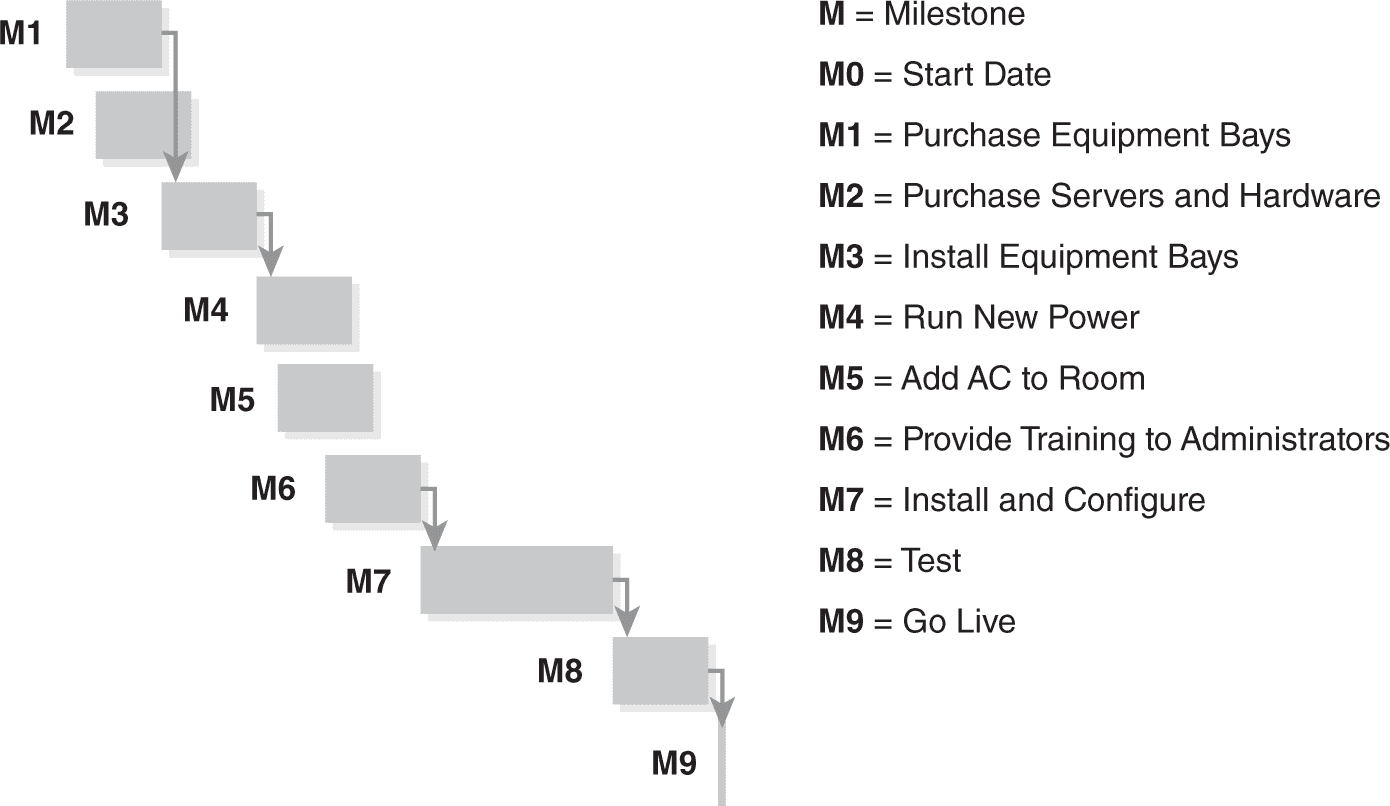 M1
M2
M3
M4
M5
M6
M7
M8
M9
M = Milestone
M0 = Start Date
M1 = Purchase Equipment Bays
M2 = Purchase Servers and Hardware
M3 = Install Equipment Bays
M4 = Run New Power
M5 = Add AC to Room
M6 = Provide Training to Administrators
M7 = Install and Configure
M8 = Test
M9 = Go Live